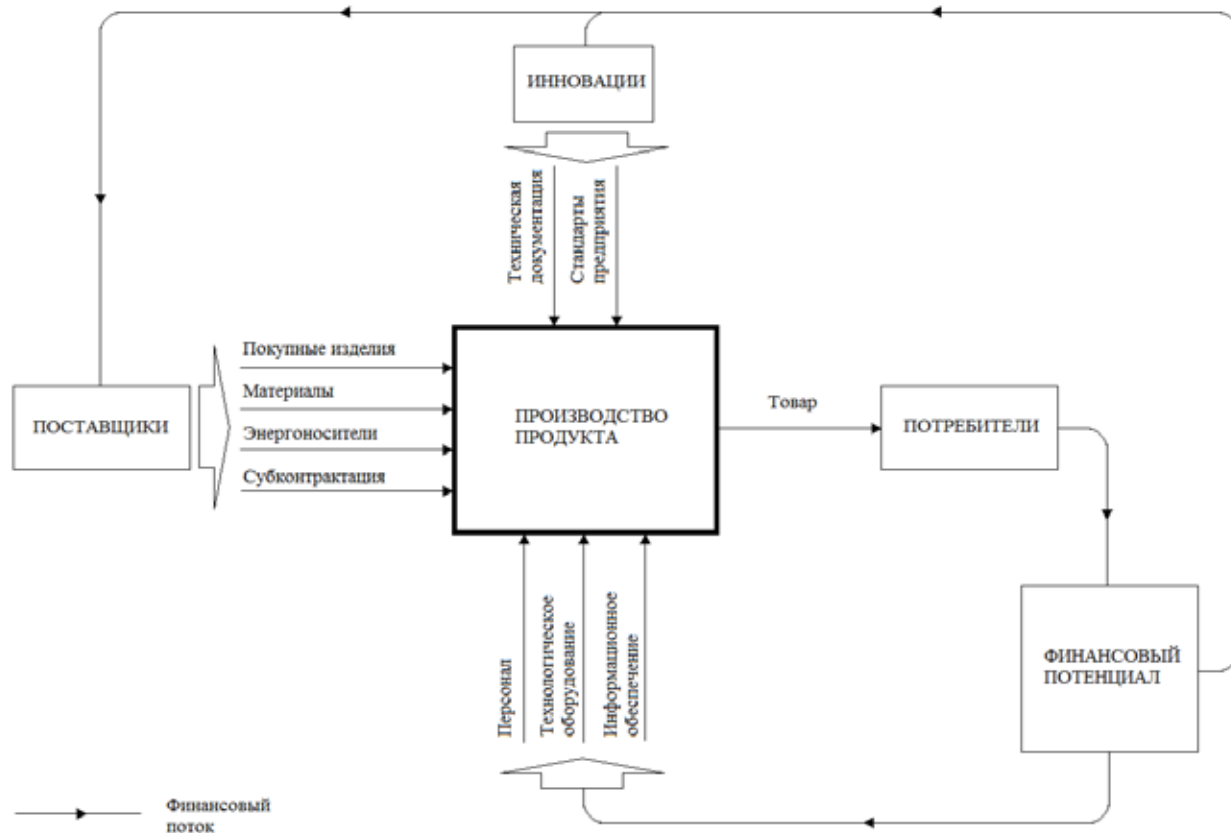 ИННОВАЦИИ
Техническая
документация
Стандарты
предприятия
Покупные изделия
Материалы
Энергоносители
Субконтрактация
ПОСТАВЩИКИ
ПРОИЗВОДСТВО
ПРОДУКТА
Товар
ПОТРЕБИТЕЛИ
Персонал
Технологическое
оборудование
Информационное
обеспечение
ФИНАНСОВЫЙ
ПОТЕНЦИАЛ
Финансовый
поток